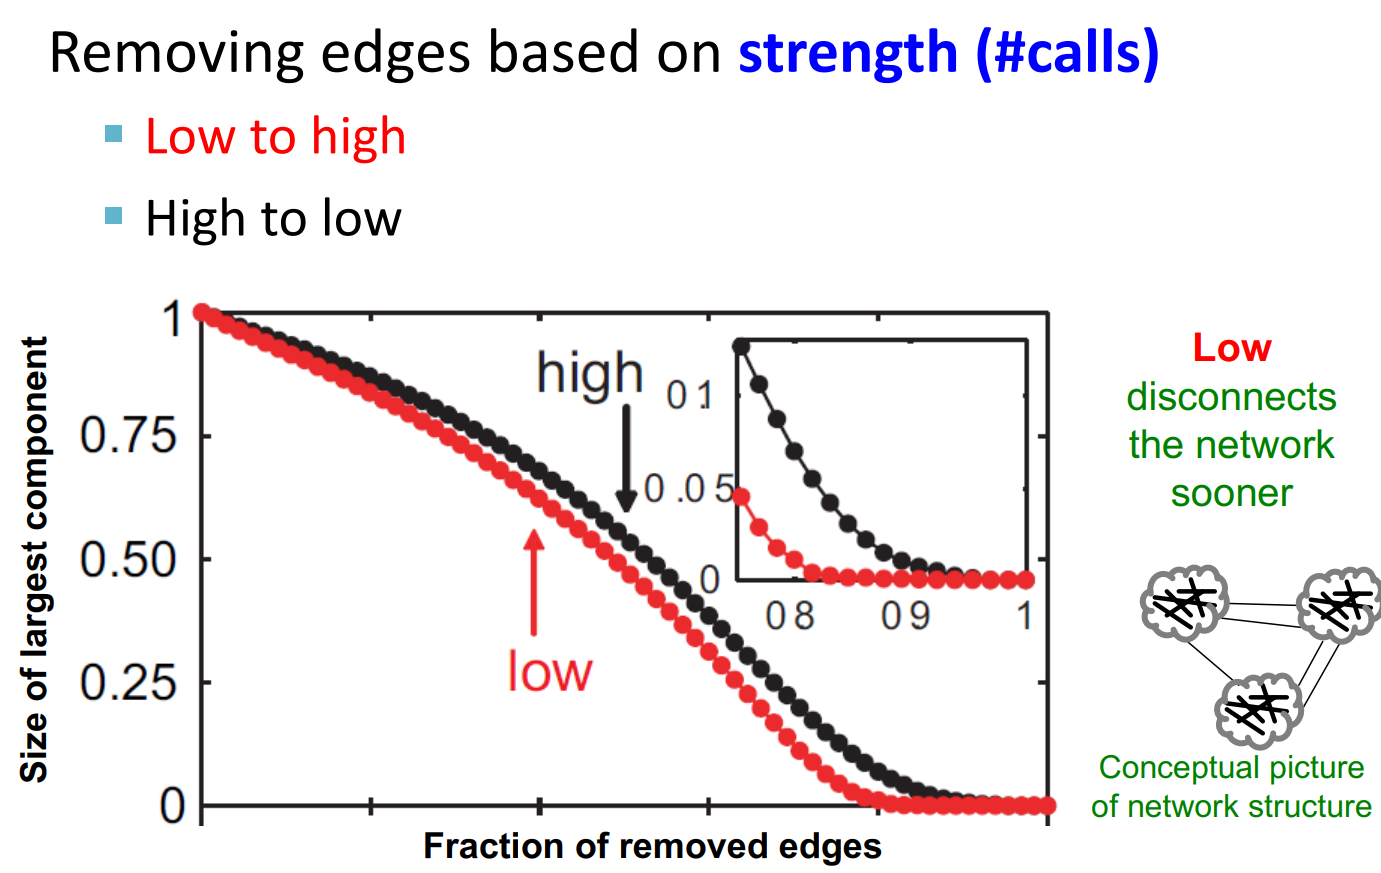 Removing edges based on strength (#calls)
Low to high
High to low
Size of largest component
1
0.75
0.50
0.25
0
high
low
0 1
0 .0 5
0
0 8
0 9
1
Fraction of removed edges
Low
disconnects
the network
sooner
Conceptual picture
of network structure